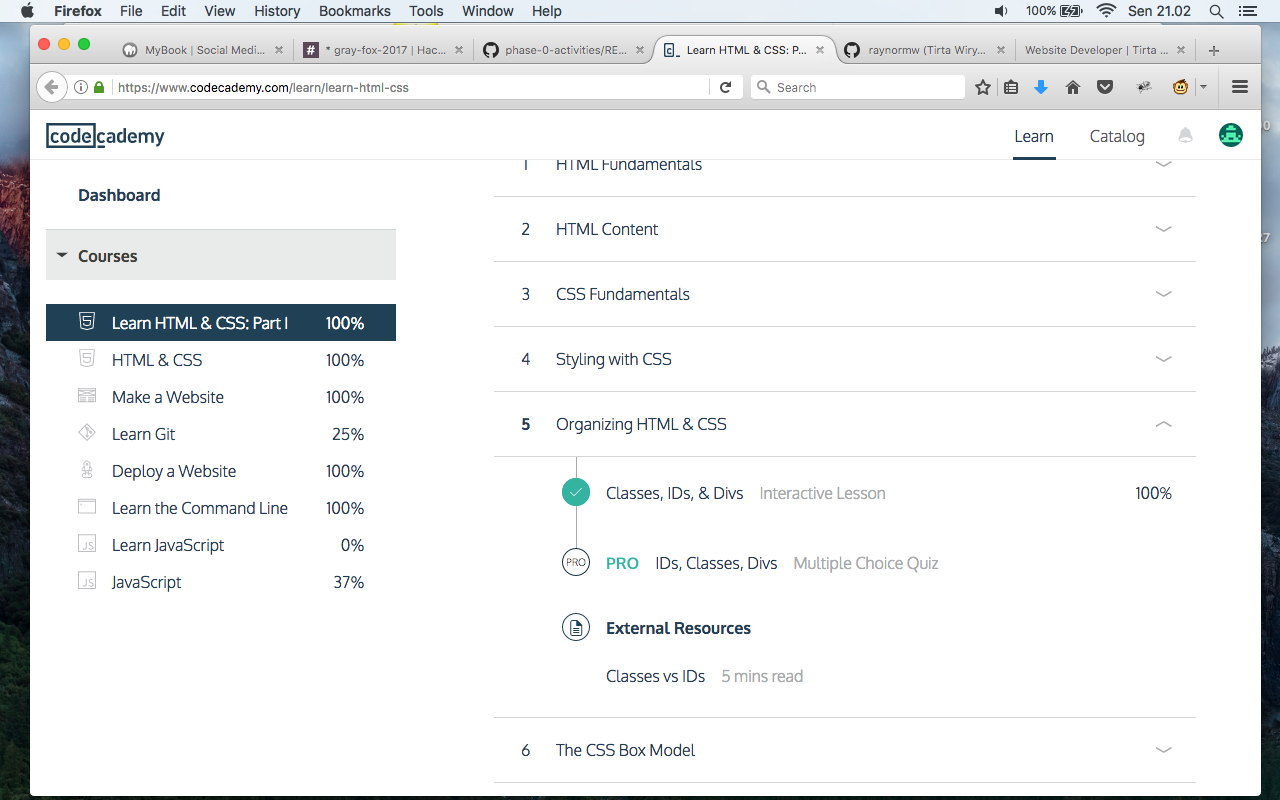 Firefox File Edit View History Bookmarks Tools Window Help 100% Sen 21.02
MyBook | Social Medi... * gray-fox-2017 | Hac... phase-0-activities/RE... Learn HTML & CSS: P... raynormw (Tirta Wiry... Website Developer | Tirta ...
https://www.codecademy.com/learn/learn-html-css Search
codecademy Learn Catalog
Dashboard
Courses
Learn HTML & CSS: Part I 100%
HTML & CSS 100%
Make a Website 100%
Learn Git 25%
Deploy a Website 100%
Learn the Command Line 100%
JS Learn JavaScript 0%
JS JavaScript 37%
1 HTML Fundamentals
2 HTML Content
3 CSS Fundamentals
4 Styling with CSS
5 Organizing HTML & CSS
Classes, IDs, & Divs Interactive Lesson 100%
PRO PRO IDs, Classes, Divs Multiple Choice Quiz
External Resources
Classes vs IDs 5 mins read
6 The CSS Box Model